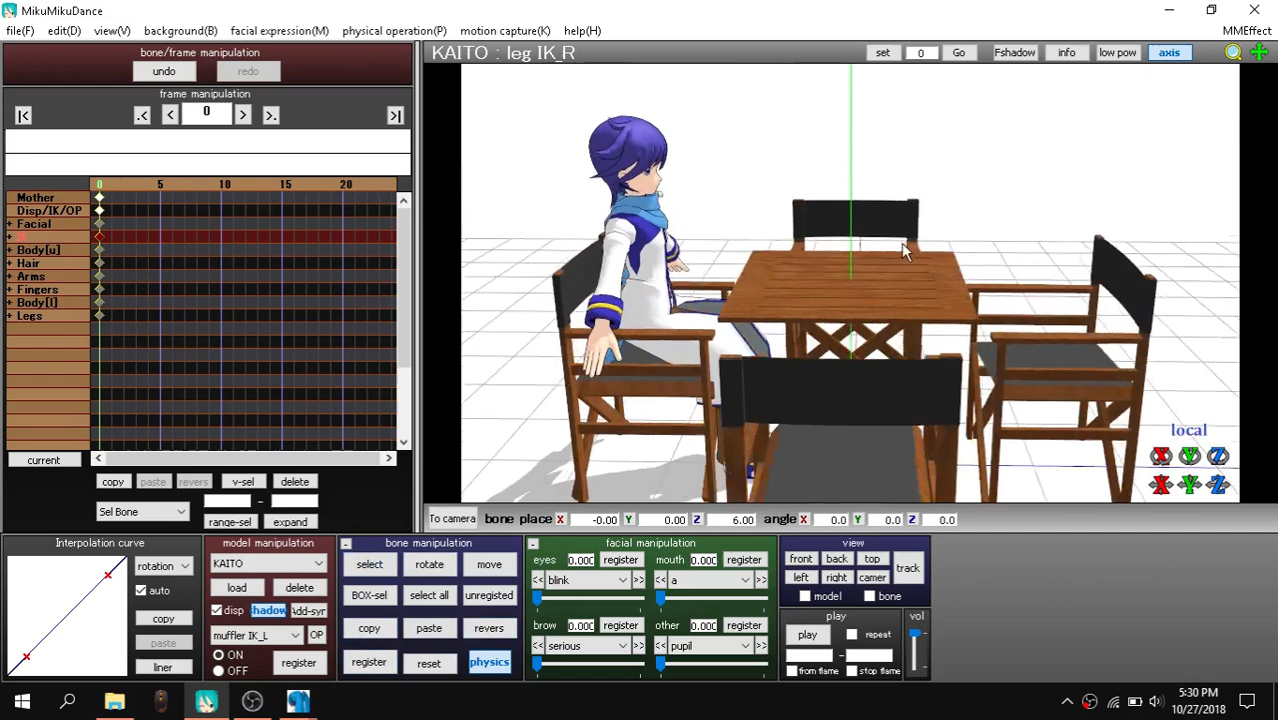 MikuMikuDance
file(F) edit(D) view(V) background(B) facial expression(M) physical operation(P) motion capture(K) help(H) MMEffect
bone/frame manipulation
undo redo
frame manipulation
|< .< < 0 > >. >|
0 5 10 15 20
Mother
Disp/IK/OP
+ Facial
+
+ Body[u]
+ Hair
+ Arms
+ Fingers
+ Body[l]
+ Legs
current
copy paste revers v-sel delete
Sel Bone -
range-sel expand
KAITO : leg IK_R
set 0 Go Fshadow info low pow axis
local
X Y Z
X Y Z
To camera bone place X -0.00 Y 0.00 Z 6.00 angle X 0.0 Y 0.0 Z 0.0
Interpolation curve
rotation
auto
copy
paste
liner
model manipulation
KAITO
load delete
disp
muffler IK_L OP
ON
OFF
register
- bone manipulation
select rotate move
BOX-sel select all unregisted
copy paste revers
register reset physics
- facial manipulation
eyes 0.000 register mouth 0.000 register
<< blink >> << a >>
brow 0.000 register other 0.000 register
<< serious >> << pupil >>
view
front back top
left right camer
track
model bone
play
play repeat
-
from flame stop flame
vol
5:30 PM
10/27/2018